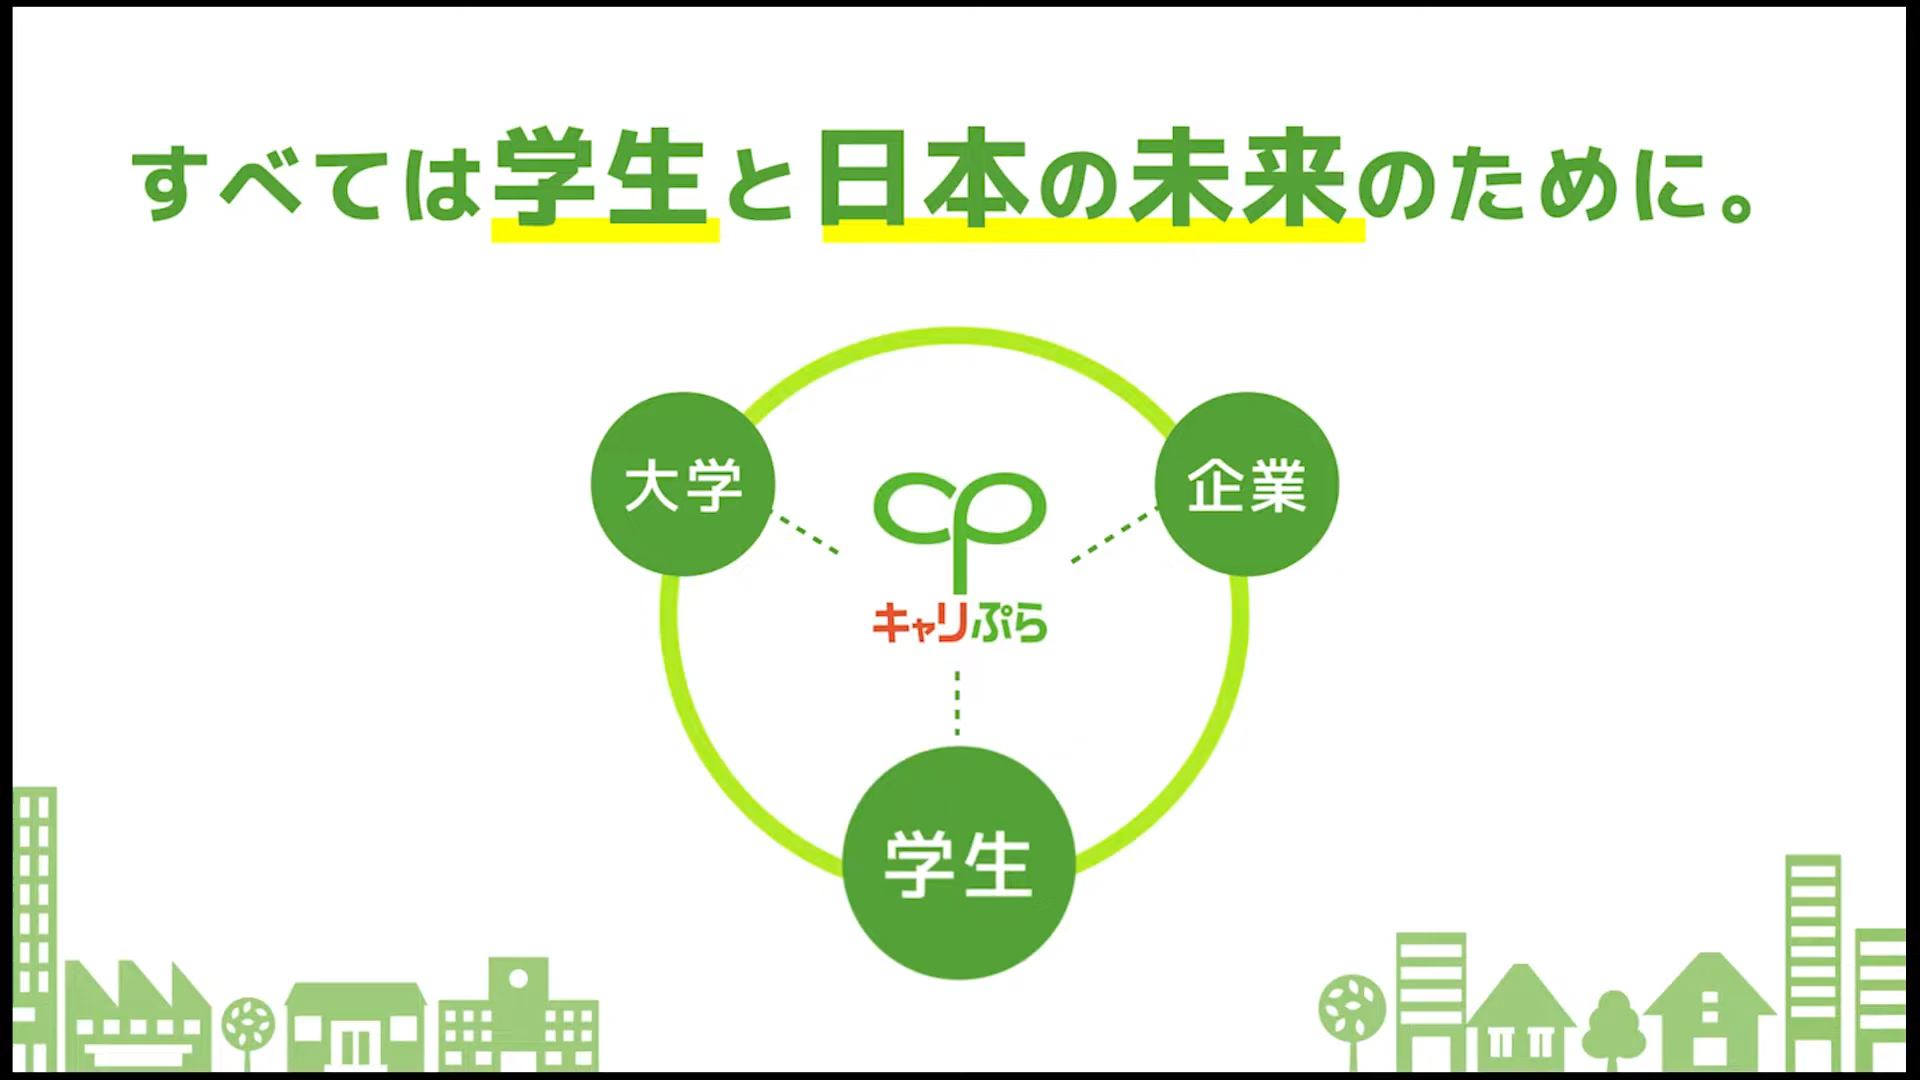 すべては学生と日本の未来のために。
大学
企業
キャリぷら
学生